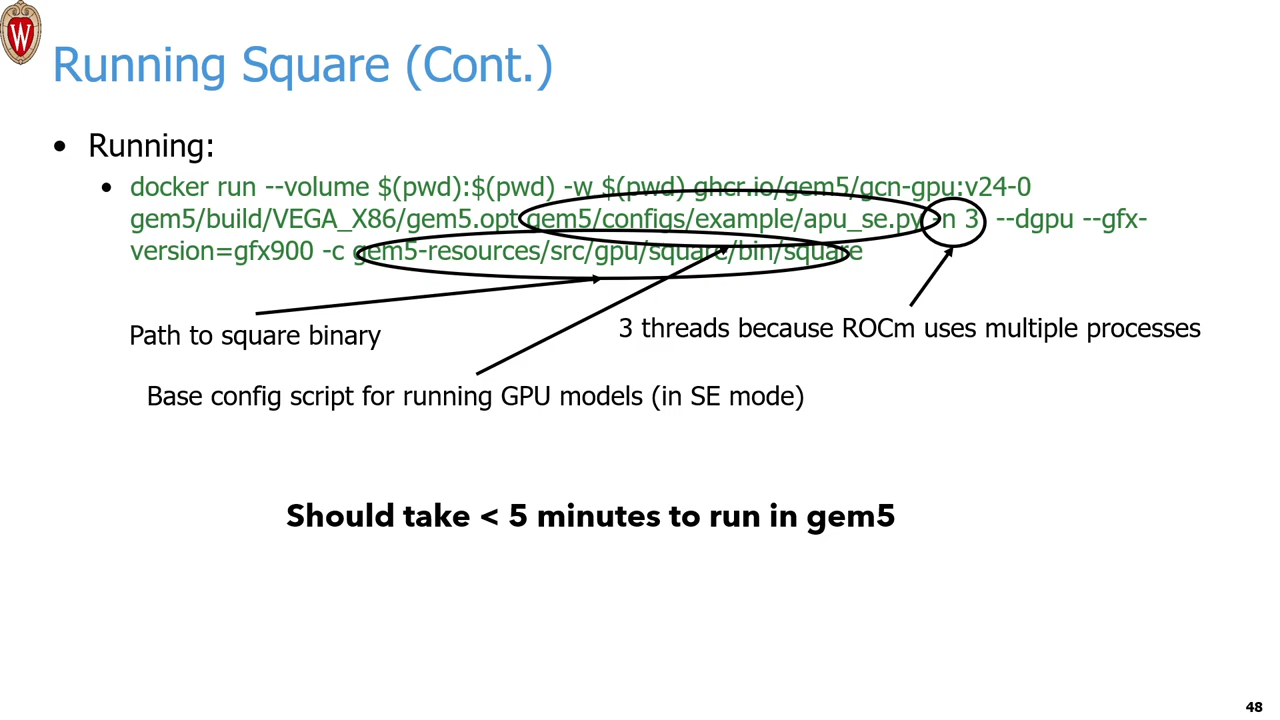 W
Running Square (Cont.)
• Running:
• docker run --volume $(pwd):$(pwd) -w $(pwd) ghcr.io/gem5/gcn-gpu:v24-0
gem5/build/VEGA_X86/gem5.opt gem5/configs/example/apu_se.py -n 3 --dgpu --gfx-
version=gfx900 -c gem5-resources/src/gpu/square/bin/square
Path to square binary
3 threads because ROCm uses multiple processes
Base config script for running GPU models (in SE mode)
Should take < 5 minutes to run in gem5
48